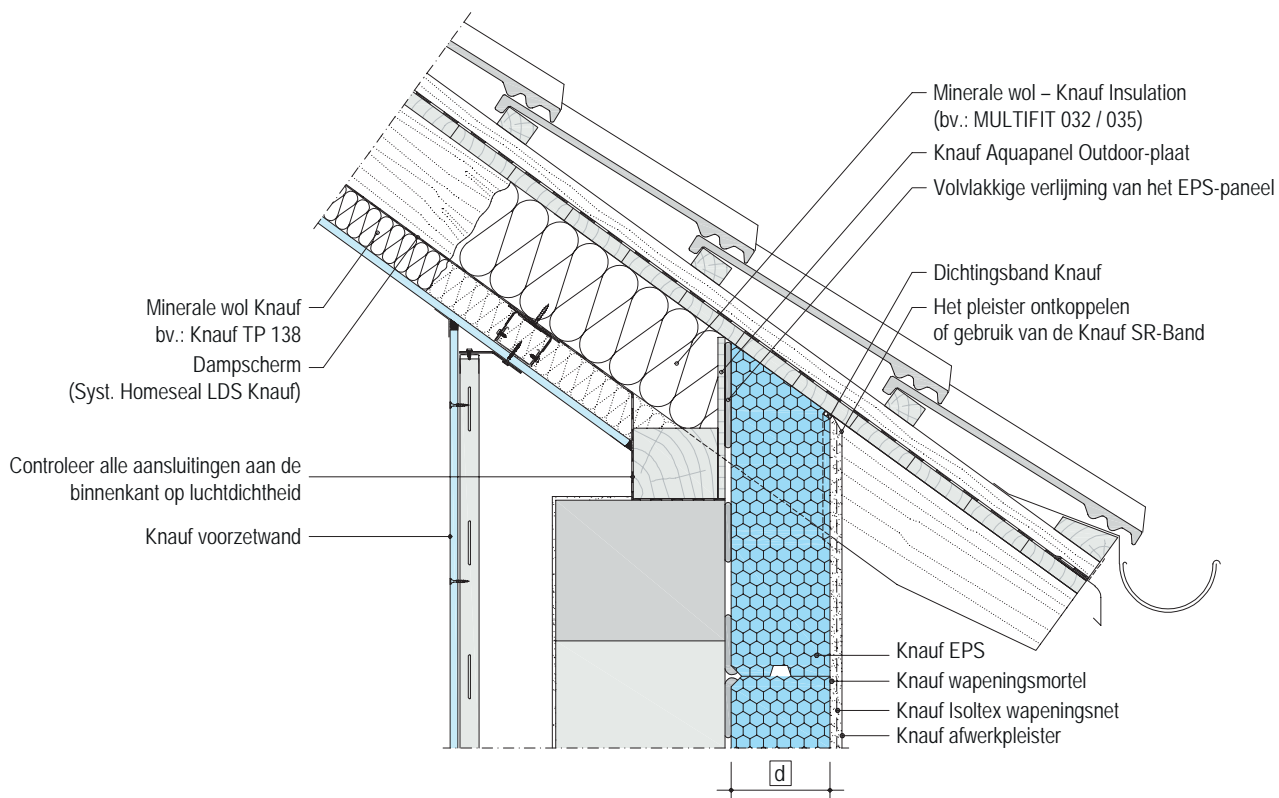 Minerale wol – Knauf Insulation
(bv.: MULTIFIT 032 / 035)
Knauf Aquapanel Outdoor-plaat
Volvlakkige verlijming van het EPS-paneel
Dichtingsband Knauf
Het pleister ontkoppelen
of gebruik van de Knauf SR-Band
Minerale wol Knauf
bv.: Knauf TP 138
Dampscherm
(Syst. Homeseal LDS Knauf)
Controleer alle aansluitingen aan de
binnenkant op luchtdichtheid
Knauf voorzetwand
Knauf EPS
Knauf wapeningsmortel
Knauf Isoltex wapeningsnet
Knauf afwerkpleister
d